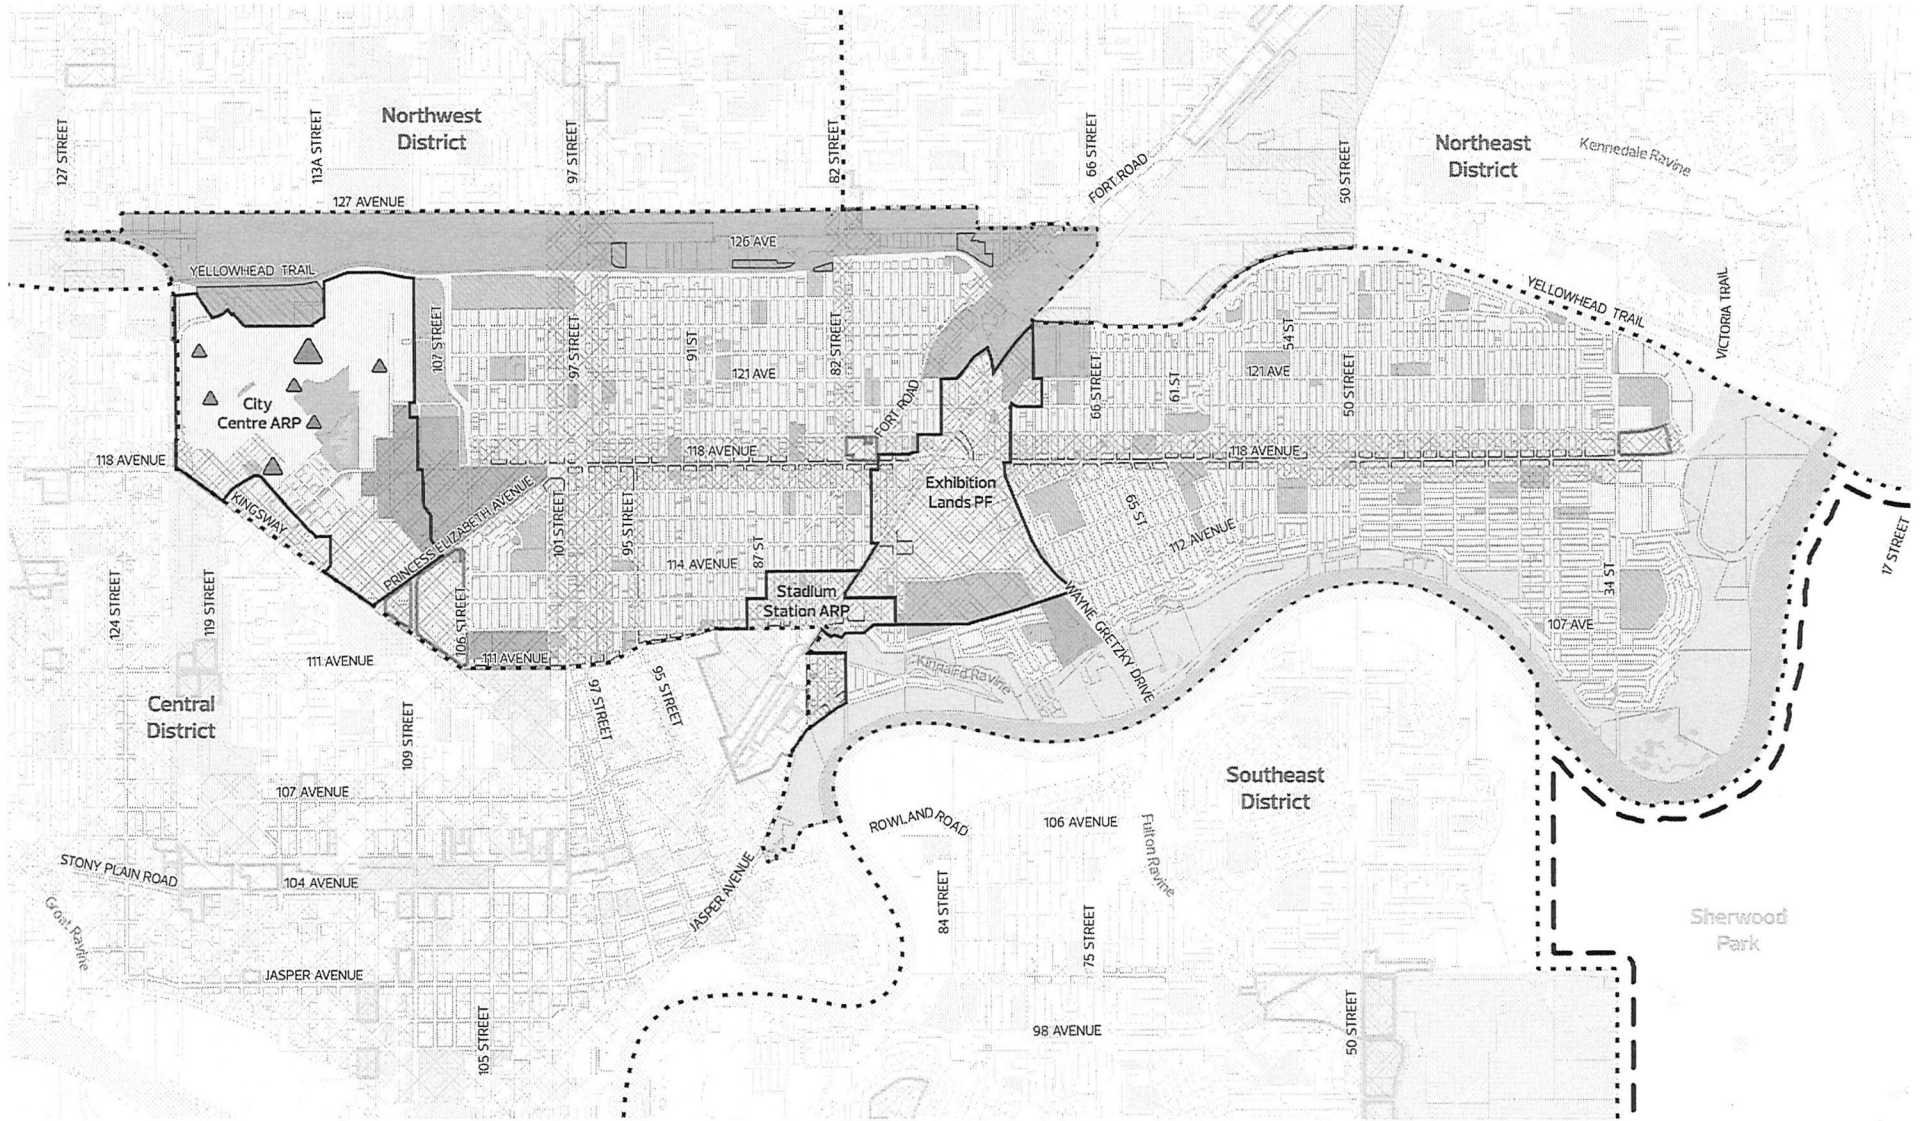 Northwest
District
Northeast
District
Kennedale Ravine
127 STREET
113A STREET
97 STREET
82 STREET
66 STREET
FORT ROAD
50 STREET
127 AVENUE
126 AVE
YELLOWHEAD TRAIL
YELLOWHEAD TRAIL
VICTORIA TRAIL
107 STREET
97 STREET
91 ST
82 STREET
121 AVE
FORT ROAD
66 STREET
61 ST
54 ST
121 AVE
50 STREET
City
Centre ARP
118 AVENUE
118 AVENUE
118 AVENUE
KINGSWAY
PRINCESS ELIZABETH AVENUE
101 STREET
95 STREET
87 ST
114 AVENUE
Exhibition
Lands PF
65 ST
112 AVENUE
17 STREET
124 STREET
119 STREET
106 STREET
Stadium
Station ARP
WAYNE GRETZKY DRIVE
34 ST
107 AVE
111 AVENUE
111 AVENUE
Kinnaird Ravine
Central
District
109 STREET
97 STREET
95 STREET
107 AVENUE
Southeast
District
ROWLAND ROAD
106 AVENUE
Fulton Ravine
STONY PLAIN ROAD
104 AVENUE
JASPER AVENUE
84 STREET
75 STREET
Groat Ravine
Sherwood
Park
JASPER AVENUE
105 STREET
98 AVENUE
50 STREET